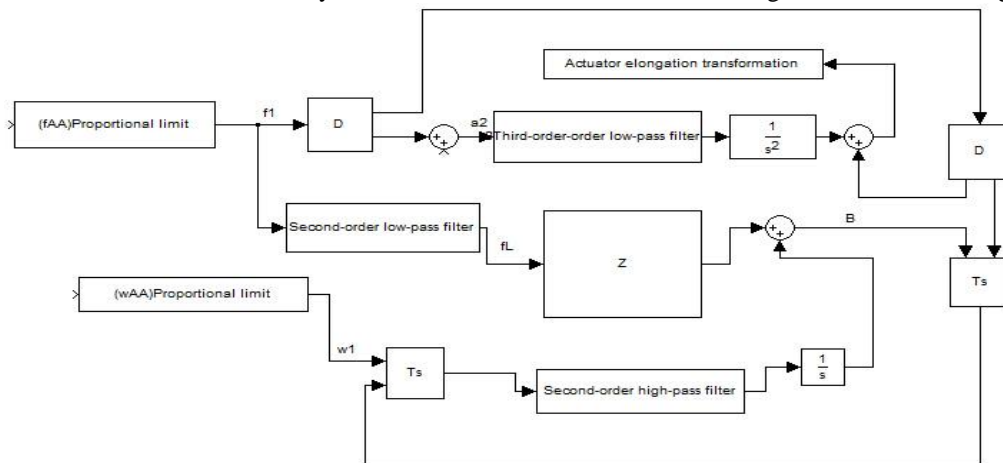 Actuator elongation transformation
(fAA)Proportional limit
f1
D
+
+
a2
Third-order-order low-pass filter
1
s2
+
+
D
Second-order low-pass filter
fL
Z
+
+
B
Ts
(wAA)Proportional limit
w1
Ts
Second-order high-pass filter
1
s